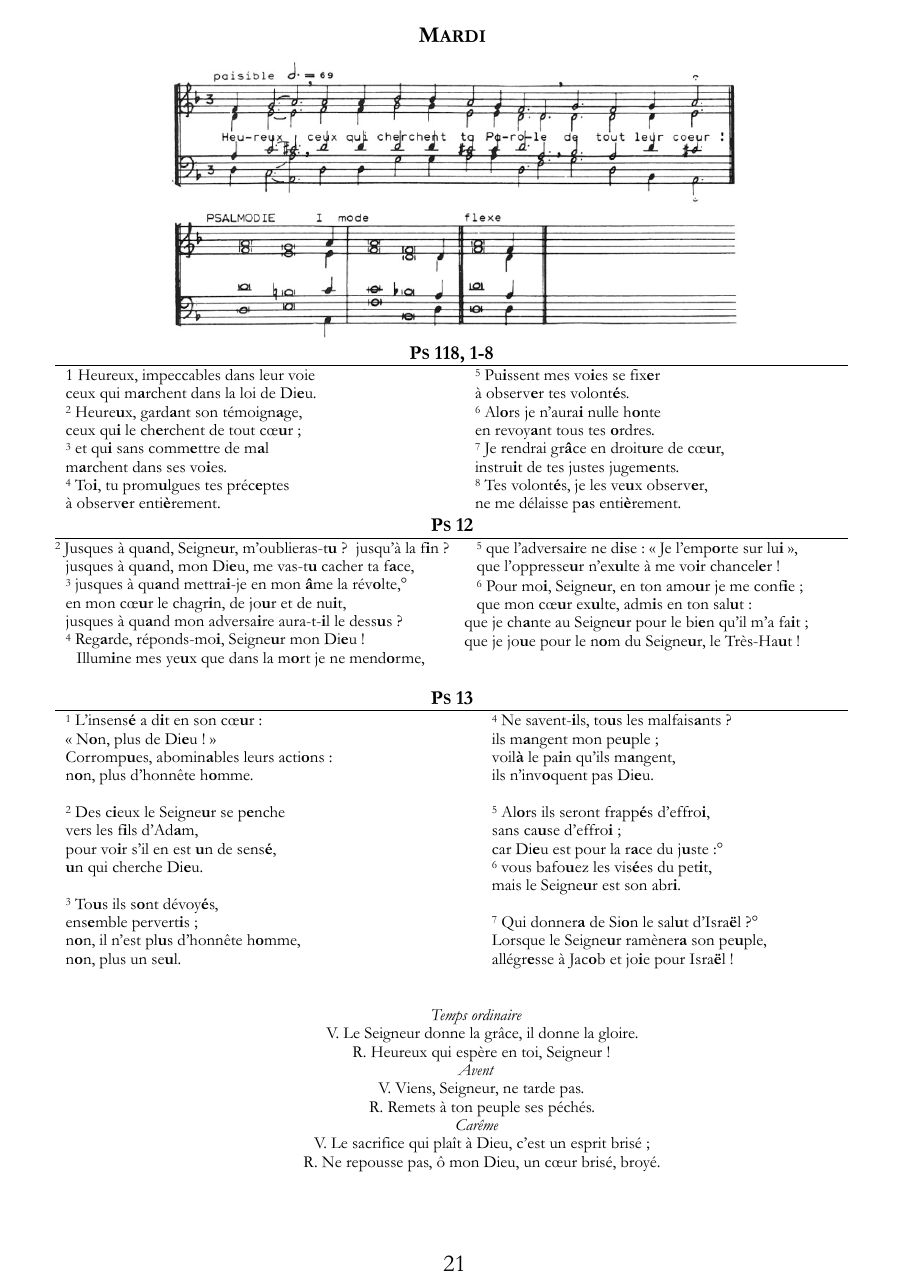 MARDI
paisible 𝅗𝅥. = 69
Heu-reux ceux qui cherchent ta Pa-ro-le de tout leur coeur !
PSALMODIE I mode flexe
PS 118, 1-8
1 Heureux, impeccables dans leur voie
ceux qui marchent dans la loi de Dieu.
2 Heureux, gardant son témoignage,
ceux qui le cherchent de tout cœur ;
3 et qui sans commettre de mal
marchent dans ses voies.
4 Toi, tu promulgues tes préceptes
à observer entièrement.
5 Puissent mes voies se fixer
à observer tes volontés.
6 Alors je n’aurai nulle honte
en revoyant tous tes ordres.
7 Je rendrai grâce en droiture de cœur,
instruit de tes justes jugements.
8 Tes volontés, je les veux observer,
ne me délaisse pas entièrement.
PS 12
2 Jusques à quand, Seigneur, m’oublieras-tu ? jusqu’à la fin ?
jusques à quand, mon Dieu, me vas-tu cacher ta face,
3 jusques à quand mettrai-je en mon âme la révolte,°
en mon cœur le chagrin, de jour et de nuit,
jusques à quand mon adversaire aura-t-il le dessus ?
4 Regarde, réponds-moi, Seigneur mon Dieu !
Illumine mes yeux que dans la mort je ne mendorme,
5 que l’adversaire ne dise : « Je l’emporte sur lui »,
que l’oppresseur n’exulte à me voir chanceler !
6 Pour moi, Seigneur, en ton amour je me confie ;
que mon cœur exulte, admis en ton salut :
que je chante au Seigneur pour le bien qu’il m’a fait ;
que je joue pour le nom du Seigneur, le Très-Haut !
PS 13
1 L’insensé a dit en son cœur :
« Non, plus de Dieu ! »
Corrompues, abominables leurs actions :
non, plus d’honnête homme.
2 Des cieux le Seigneur se penche
vers les fils d’Adam,
pour voir s’il en est un de sensé,
un qui cherche Dieu.
3 Tous ils sont dévoyés,
ensemble pervertis ;
non, il n’est plus d’honnête homme,
non, plus un seul.
4 Ne savent-ils, tous les malfaisants ?
ils mangent mon peuple ;
voilà le pain qu’ils mangent,
ils n’invoquent pas Dieu.
5 Alors ils seront frappés d’effroi,
sans cause d’effroi ;
car Dieu est pour la race du juste :°
6 vous bafouez les visées du petit,
mais le Seigneur est son abri.
7 Qui donnera de Sion le salut d’Israël ?°
Lorsque le Seigneur ramènera son peuple,
allégresse à Jacob et joie pour Israël !
Temps ordinaire
V. Le Seigneur donne la grâce, il donne la gloire.
R. Heureux qui espère en toi, Seigneur !
Avent
V. Viens, Seigneur, ne tarde pas.
R. Remets à ton peuple ses péchés.
Carême
V. Le sacrifice qui plaît à Dieu, c’est un esprit brisé ;
R. Ne repousse pas, ô mon Dieu, un cœur brisé, broyé.
21